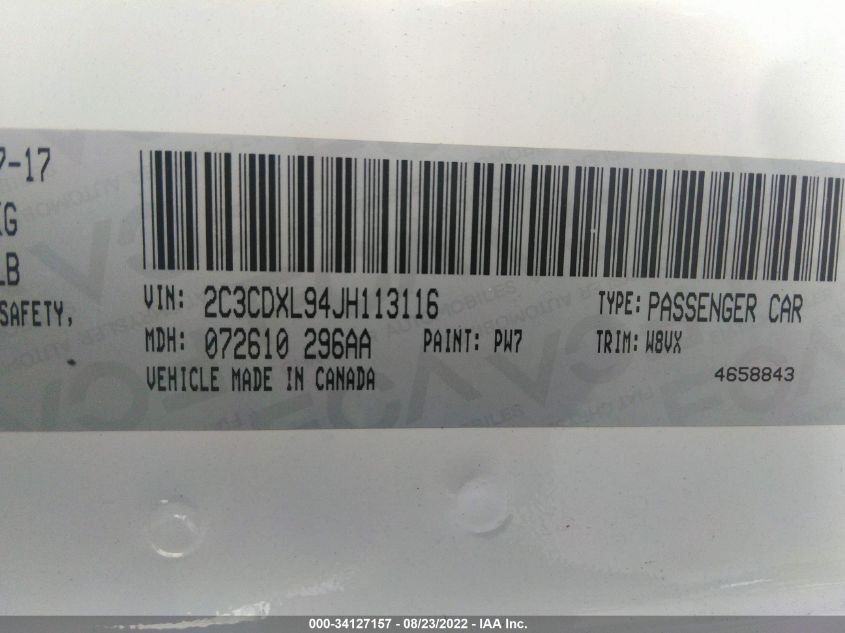 7-17
KG
LB
SAFETY,
VIN: 2C3CDXL94JH113116 TYPE: PASSENGER CAR
MDH: 072610 296AA PAINT: PW7 TRIM: W8VX
VEHICLE MADE IN CANADA 4658843
000-34127157 - 08/23/2022 - IAA Inc.